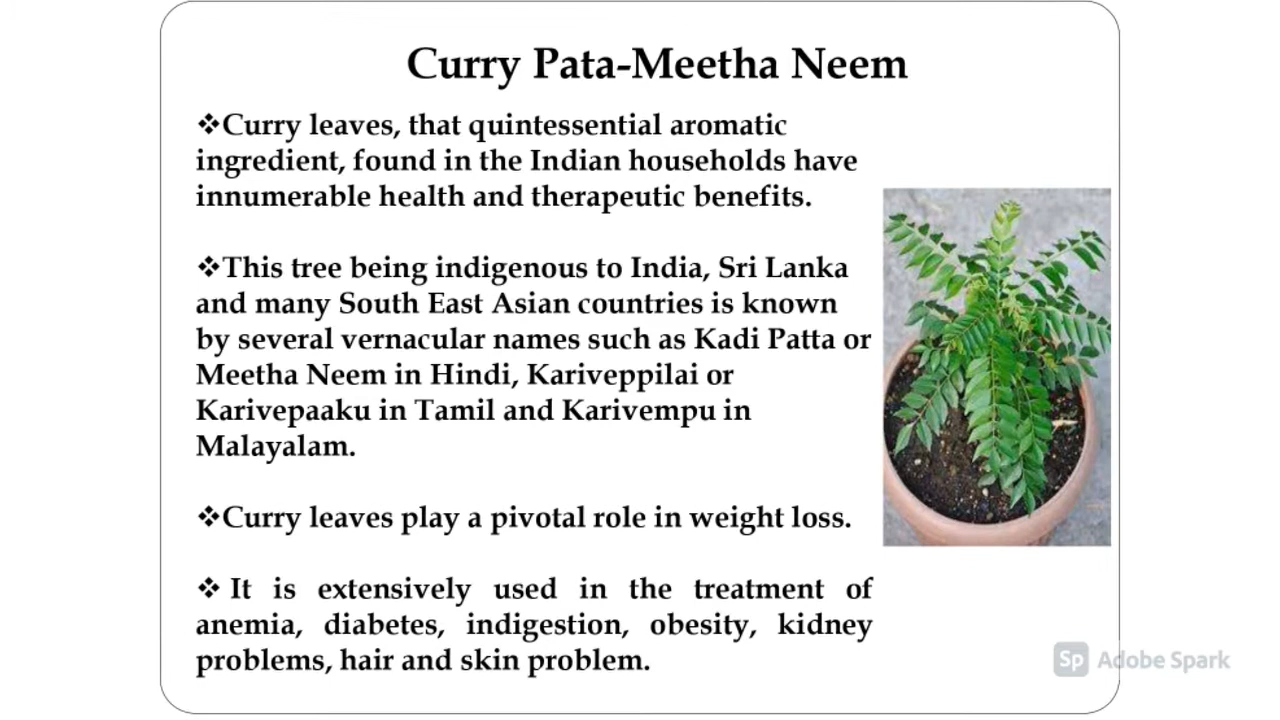 Curry Pata-Meetha Neem
❖Curry leaves, that quintessential aromatic
ingredient, found in the Indian households have
innumerable health and therapeutic benefits.
❖This tree being indigenous to India, Sri Lanka
and many South East Asian countries is known
by several vernacular names such as Kadi Patta or
Meetha Neem in Hindi, Kariveppilai or
Karivepaaku in Tamil and Karivempu in
Malayalam.
❖Curry leaves play a pivotal role in weight loss.
❖ It is extensively used in the treatment of
anemia, diabetes, indigestion, obesity, kidney
problems, hair and skin problem.
Sp Adobe Spark